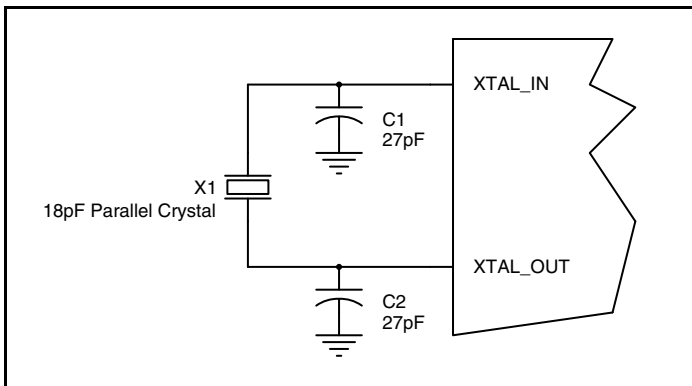 XTAL_IN
C1
27pF
X1
18pF Parallel Crystal
XTAL_OUT
C2
27pF